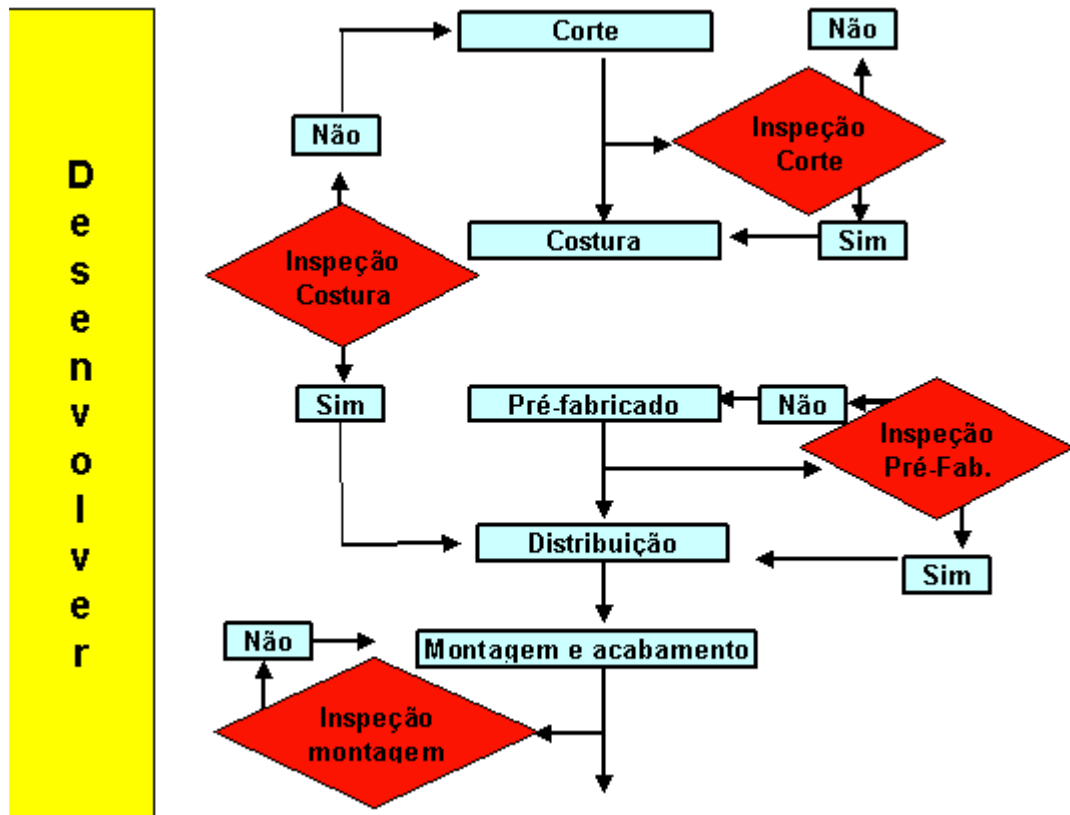 Desenvolver
Corte
Não
Não
Inspeção
Corte
Costura
Sim
Inspeção
Costura
Sim
Pré-fabricado
Não
Inspeção
Pré-Fab.
Distribuição
Sim
Não
Montagem e acabamento
Inspeção
montagem